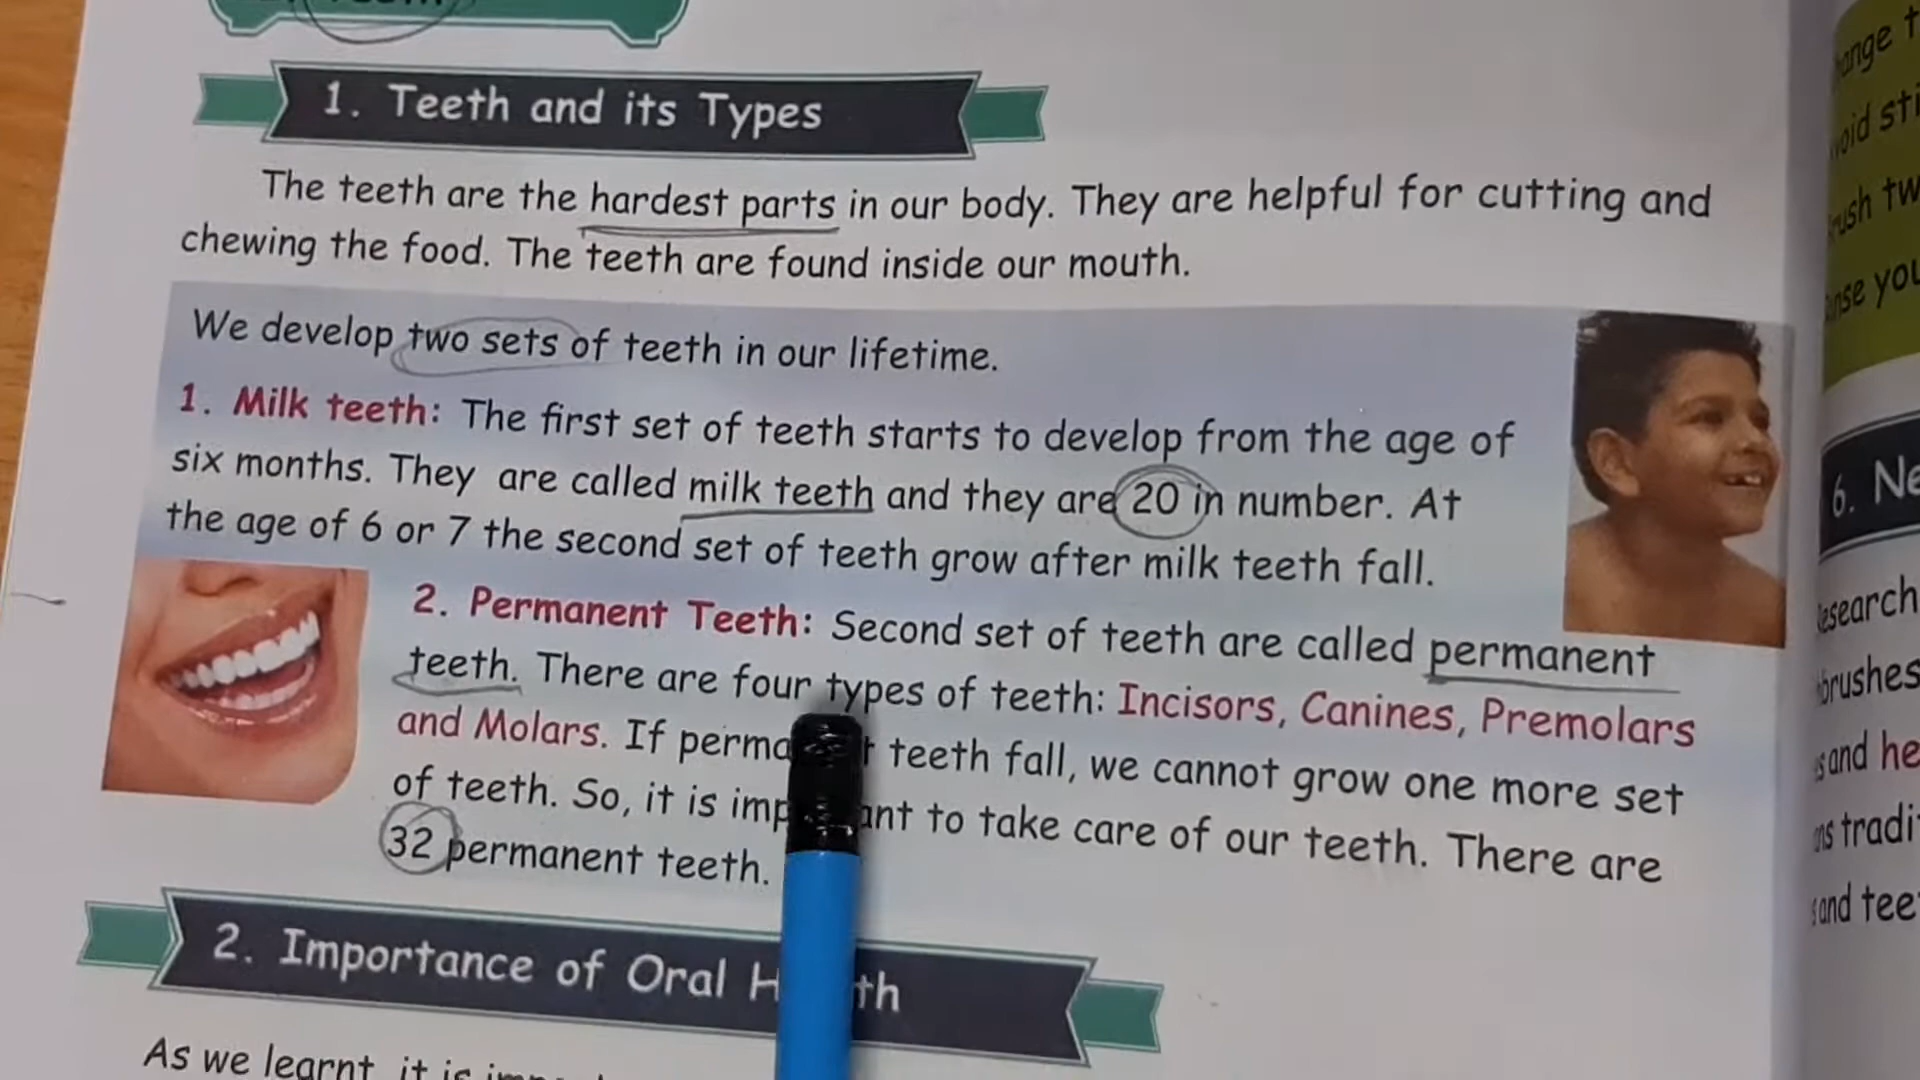 1. Teeth and its Types
The teeth are the hardest parts in our body. They are helpful for cutting and
chewing the food. The teeth are found inside our mouth.
We develop two sets of teeth in our lifetime.
1. Milk teeth: The first set of teeth starts to develop from the age of
six months. They are called milk teeth and they are 20 in number. At
the age of 6 or 7 the second set of teeth grow after milk teeth fall.
2. Permanent Teeth: Second set of teeth are called permanent
teeth. There are four types of teeth: Incisors, Canines, Premolars
and Molars. If teeth fall, we cannot grow one more set
of teeth. So, it is to take care of our teeth. There are
32 permanent teeth.
2. Importance of Oral
As we learnt, it is
6.
and